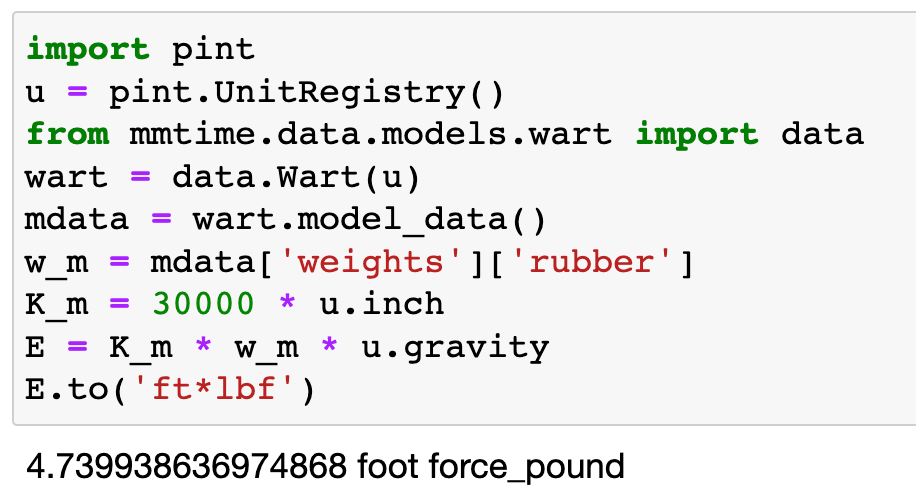 import pint
u = pint.UnitRegistry()
from mmtime.data.models.wart import data
wart = data.Wart(u)
mdata = wart.model_data()
w_m = mdata['weights']['rubber']
K_m = 30000 * u.inch
E = K_m * w_m * u.gravity
E.to('ft*lbf')
4.739938636974868 foot force_pound